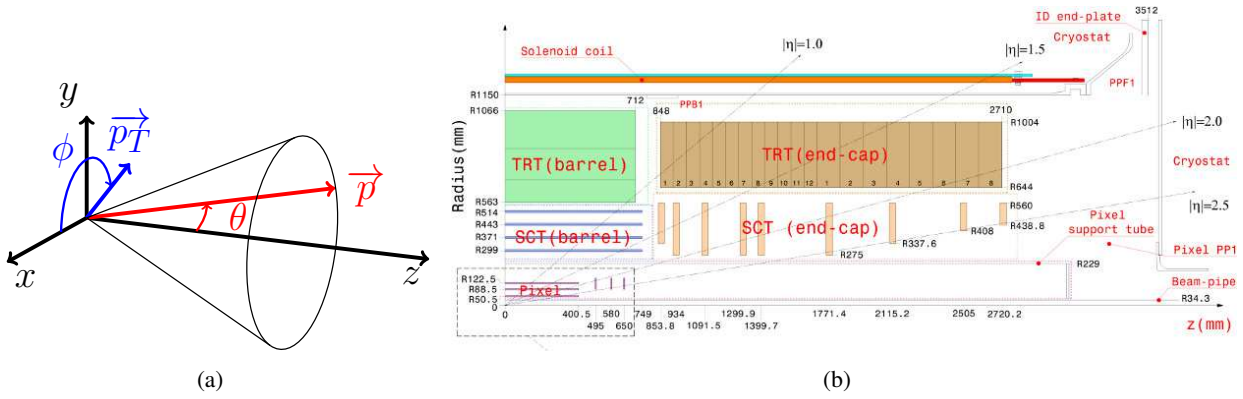 y
ϕ
p_T
p
θ
x
z
(a)
3512
ID end-plate
Cryostat
|η|=1.0
|η|=1.5
Solenoid coil
PPF1
R1150
R1066
712
PPB1
848
2710
R1004
|η|=2.0
TRT(barrel)
TRT(end-cap)
Cryostat
Radius(mm)
1 2 3 4 5 6 7 8 9 10 11 12 1 2 3 4 5 6 7 8
R644
R563
R514
R443
R371
R299
SCT(barrel)
SCT (end-cap)
R560
R438.8
R408
R337.6
R275
|η|=2.5
Pixel
support tube
Pixel PP1
R229
R122.5
R88.5
R50.5
0
Pixel
Beam-pipe
R34.3
0
400.5 580 749 934 1299.9 1771.4 2115.2 2505 2720.2
495 650 853.8 1091.5 1399.7
z(mm)
(b)